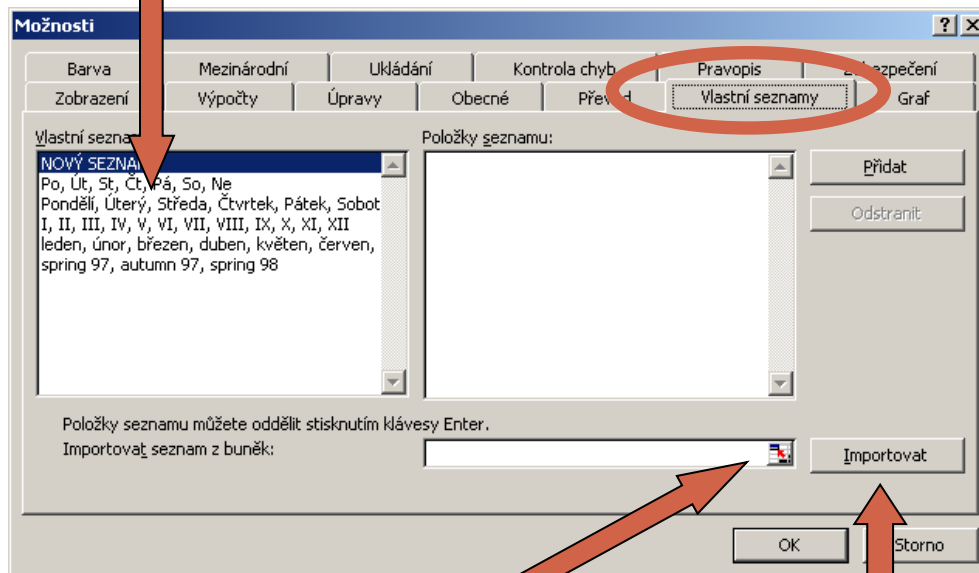 Možnosti
Barva Mezinárodní Ukládání Kontrola chyb Pravopis
Zobrazení Výpočty Úpravy Obecné Vlastní seznamy Graf
Vlastní Položky seznamu:
NOVÝ
Po, Út, St, Čt, Pá, So, Ne
Pondělí, Úterý, Středa, Čtvrtek, Pátek, Sobot
I, II, III, IV, V, VI, VII, VIII, IX, X, XI, XII
leden, únor, březen, duben, květen, červen,
spring 97, autumn 97, spring 98
Přidat
Odstranit
Položky seznamu můžete oddělit stisknutím klávesy Enter.
Importovat seznam z buněk:
Importovat
OK Storno